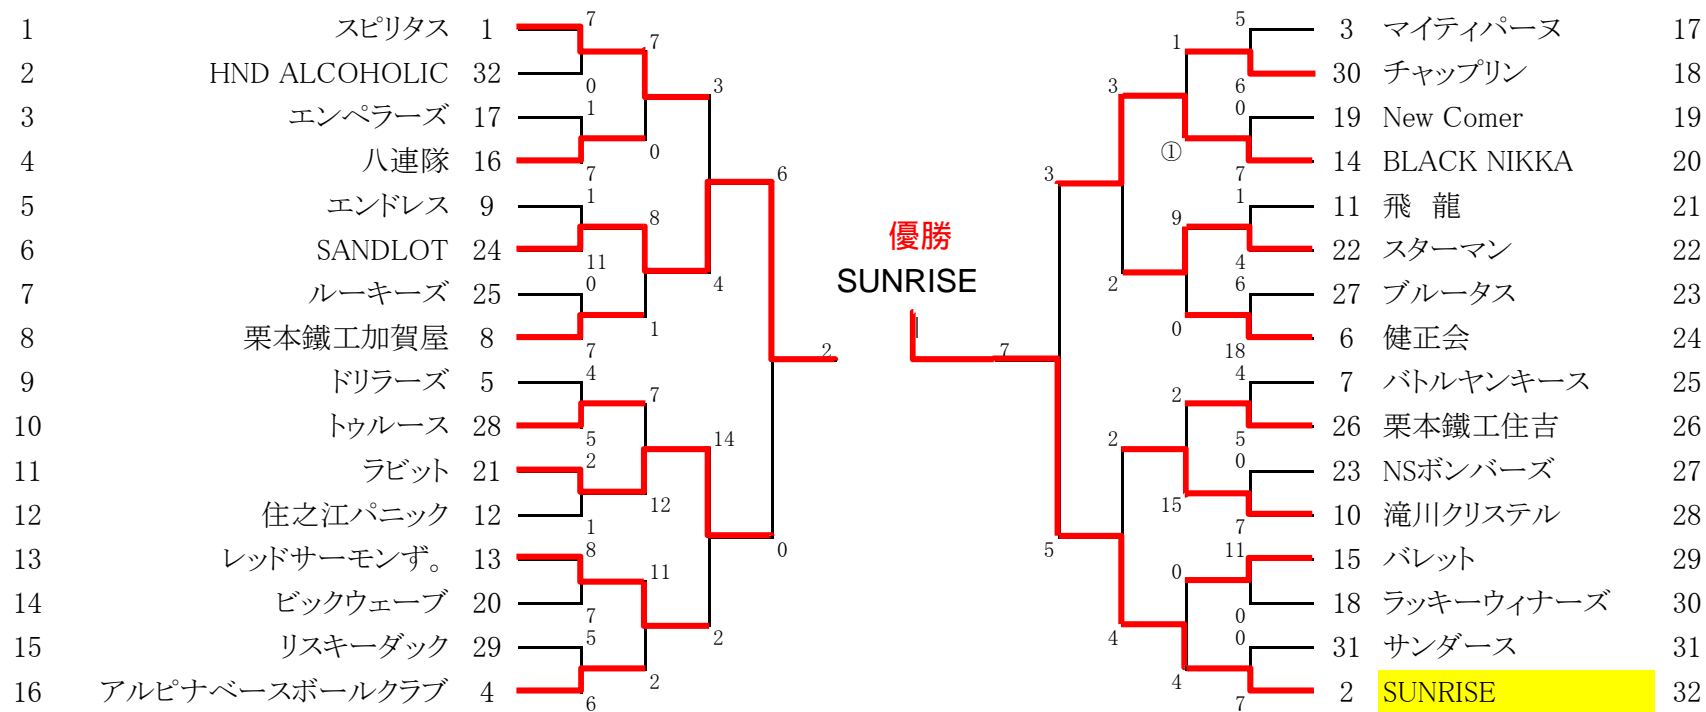 1 スピリタス 1 7
2 HND ALCOHOLIC 32 0
7
3 エンペラーズ 17 1
4 八連隊 16 7
0
3
5 エンドレス 9 1
6 SANDLOT 24 11
8
7 ルーキーズ 25 0
8 栗本鐵工加賀屋 8 7
1
4
6
9 ドリラーズ 5 4
10 トゥルース 28 5
7
11 ラビット 21 2
12 住之江パニック 12 1
12
14
13 レッドサーモンず。 13 8
14 ビックウェーブ 20 7
11
15 リスキーダック 29 5
16 アルピナベースボールクラブ 4 6
2
2
0
2
優勝
SUNRISE
7
5 3 マイティパーヌ 17
6 30 チャップリン 18
1
0 19 New Comer 19
7 14 BLACK NIKKA 20
①
3
1 11 飛 龍 21
4 22 スターマン 22
9
6 27 ブルータス 23
18 6 健正会 24
0
2
3
4 7 バトルヤンキース 25
5 26 栗本鐵工住吉 26
2
0 23 NSボンバーズ 27
7 10 滝川クリステル 28
15
2
11 15 バレット 29
0 18 ラッキーウィナーズ 30
0
0 31 サンダース 31
7 2 SUNRISE 32
4
4
5